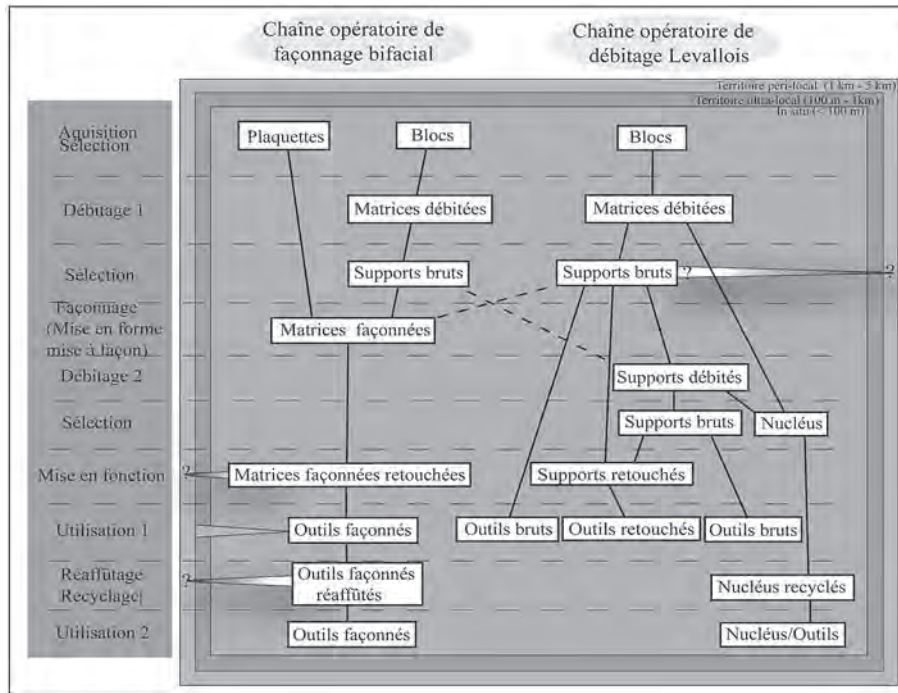 Chaîne opératoire de
façonnage bifacial
Chaîne opératoire de
débitage Levallois
Territoire péri-local (1 km - 5 km)
Territoire ultra-local (100 m - 1km)
In situ (< 100 m)
Aquisition
Sélection
Plaquettes
Blocs
Blocs
Débitage 1
Matrices débitées
Matrices débitées
Sélection
Supports bruts
Supports bruts
?
?
Façonnage
(Mise en forme
mise à façon)
Matrices façonnées
Débitage 2
Supports débités
Sélection
Supports bruts
Nucléus
Mise en fonction
?
Matrices façonnées retouchées
Supports retouchés
Utilisation 1
Outils façonnés
Outils bruts
Outils retouchés
Outils bruts
Réaffûtage
Recyclage
?
Outils façonnés
réaffûtés
Nucléus recyclés
Utilisation 2
Outils façonnés
Nucléus/Outils